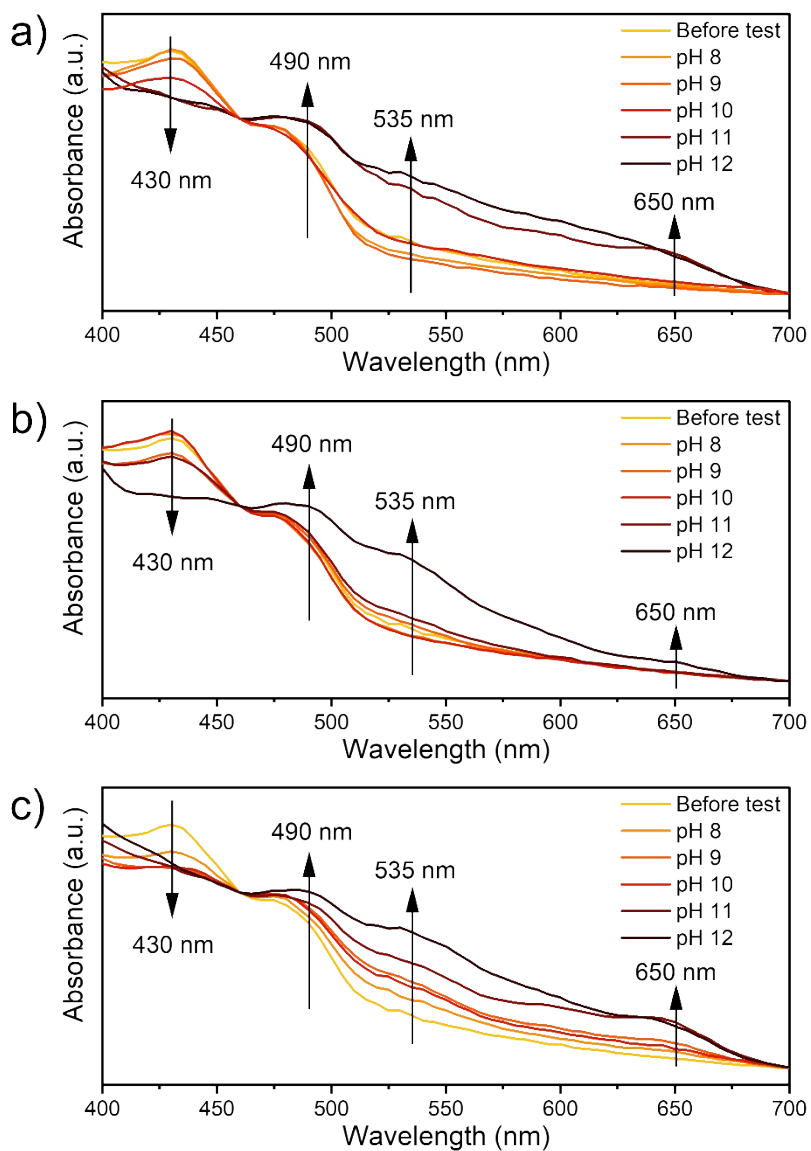 a)
Absorbance (a.u.)
490 nm
535 nm
430 nm
650 nm
Before test
pH 8
pH 9
pH 10
pH 11
pH 12
400 450 500 550 600 650 700
Wavelength (nm)
b)
Absorbance (a.u.)
490 nm
535 nm
430 nm
650 nm
Before test
pH 8
pH 9
pH 10
pH 11
pH 12
400 450 500 550 600 650 700
Wavelength (nm)
c)
Absorbance (a.u.)
490 nm
535 nm
430 nm
650 nm
Before test
pH 8
pH 9
pH 10
pH 11
pH 12
400 450 500 550 600 650 700
Wavelength (nm)